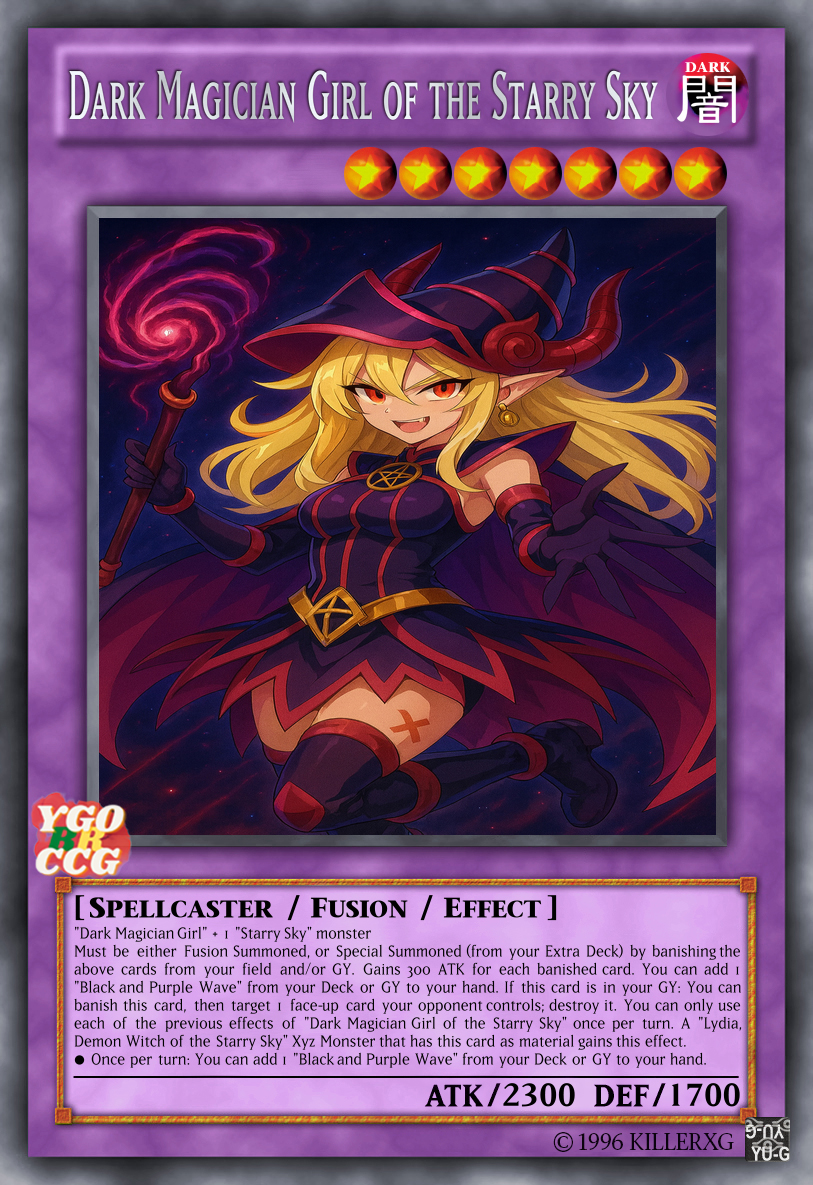 Dark Magician Girl of the Starry Sky
DARK
闇
YGO
RR
CCG
[ Spellcaster / Fusion / Effect ]
"Dark Magician Girl" + 1 "Starry Sky" monster
Must be either Fusion Summoned, or Special Summoned (from your Extra Deck) by banishing the
above cards from your field and/or GY. Gains 300 ATK for each banished card. You can add 1
"Black and Purple Wave" from your Deck or GY to your hand. If this card is in your GY: You can
banish this card, then target 1 face-up card your opponent controls; destroy it. You can only use
each of the previous effects of "Dark Magician Girl of the Starry Sky" once per turn. A "Lydia,
Demon Witch of the Starry Sky" Xyz Monster that has this card as material gains this effect.
● Once per turn: You can add 1 "Black and Purple Wave" from your Deck or GY to your hand.
ATK/2300 DEF/1700
© 1996 KILLERXG
YU-G